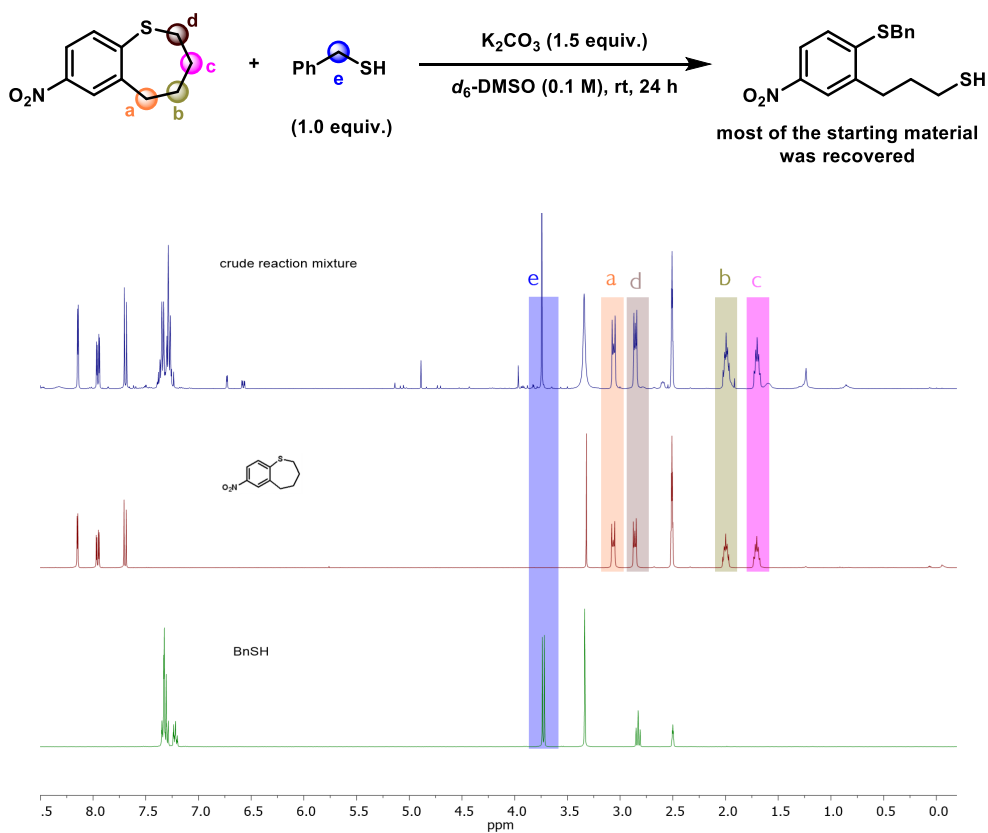 S
d
c
O₂N
a
b
+
Ph
SH
e
(1.0 equiv.)
K₂CO₃ (1.5 equiv.)
d₆-DMSO (0.1 M), rt, 24 h
SBn
SH
O₂N
most of the starting material
was recovered
crude reaction mixture
e
a
d
b
c
S
O₂N
BnSH
.5
8.0
7.5
7.0
6.5
6.0
5.5
5.0
4.5
4.0
3.5
3.0
2.5
2.0
1.5
1.0
0.5
0.0
ppm